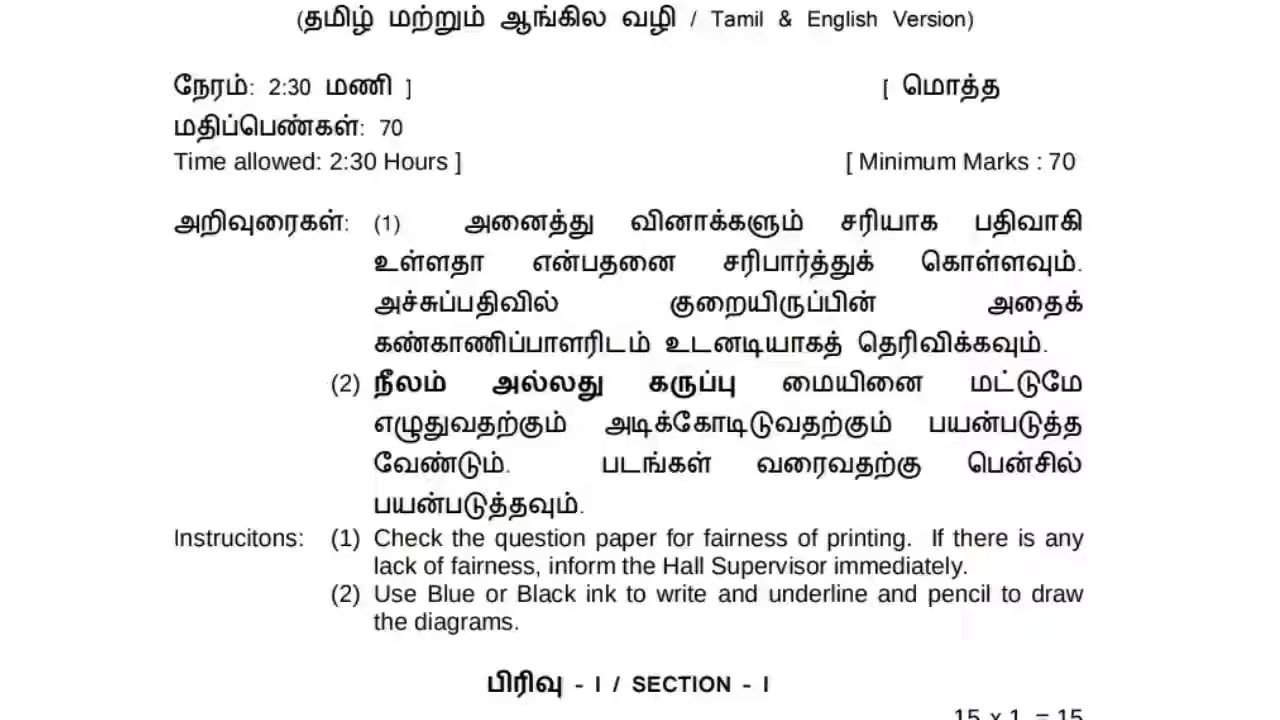 (தமிழ் மற்றும் ஆங்கில வழி / Tamil & English Version)
நேரம்: 2:30 மணி ] [ மொத்த
மதிப்பெண்கள்: 70
Time allowed: 2:30 Hours ] [ Minimum Marks : 70
அறிவுரைகள்: (1) அனைத்து வினாக்களும் சரியாக பதிவாகி
உள்ளதா என்பதனை சரிபார்த்துக் கொள்ளவும்.
அச்சுப்பதிவில் குறையிருப்பின் அதைக்
கண்காணிப்பாளரிடம் உடனடியாகத் தெரிவிக்கவும்.
(2) நீலம் அல்லது கருப்பு மையினை மட்டுமே
எழுதுவதற்கும் அடிக்கோடிடுவதற்கும் பயன்படுத்த
வேண்டும். படங்கள் வரைவதற்கு பென்சில்
பயன்படுத்தவும்.
Instrucitons: (1) Check the question paper for fairness of printing. If there is any
lack of fairness, inform the Hall Supervisor immediately.
(2) Use Blue or Black ink to write and underline and pencil to draw
the diagrams.
பிரிவு - I / SECTION - I
15 x 1 = 15